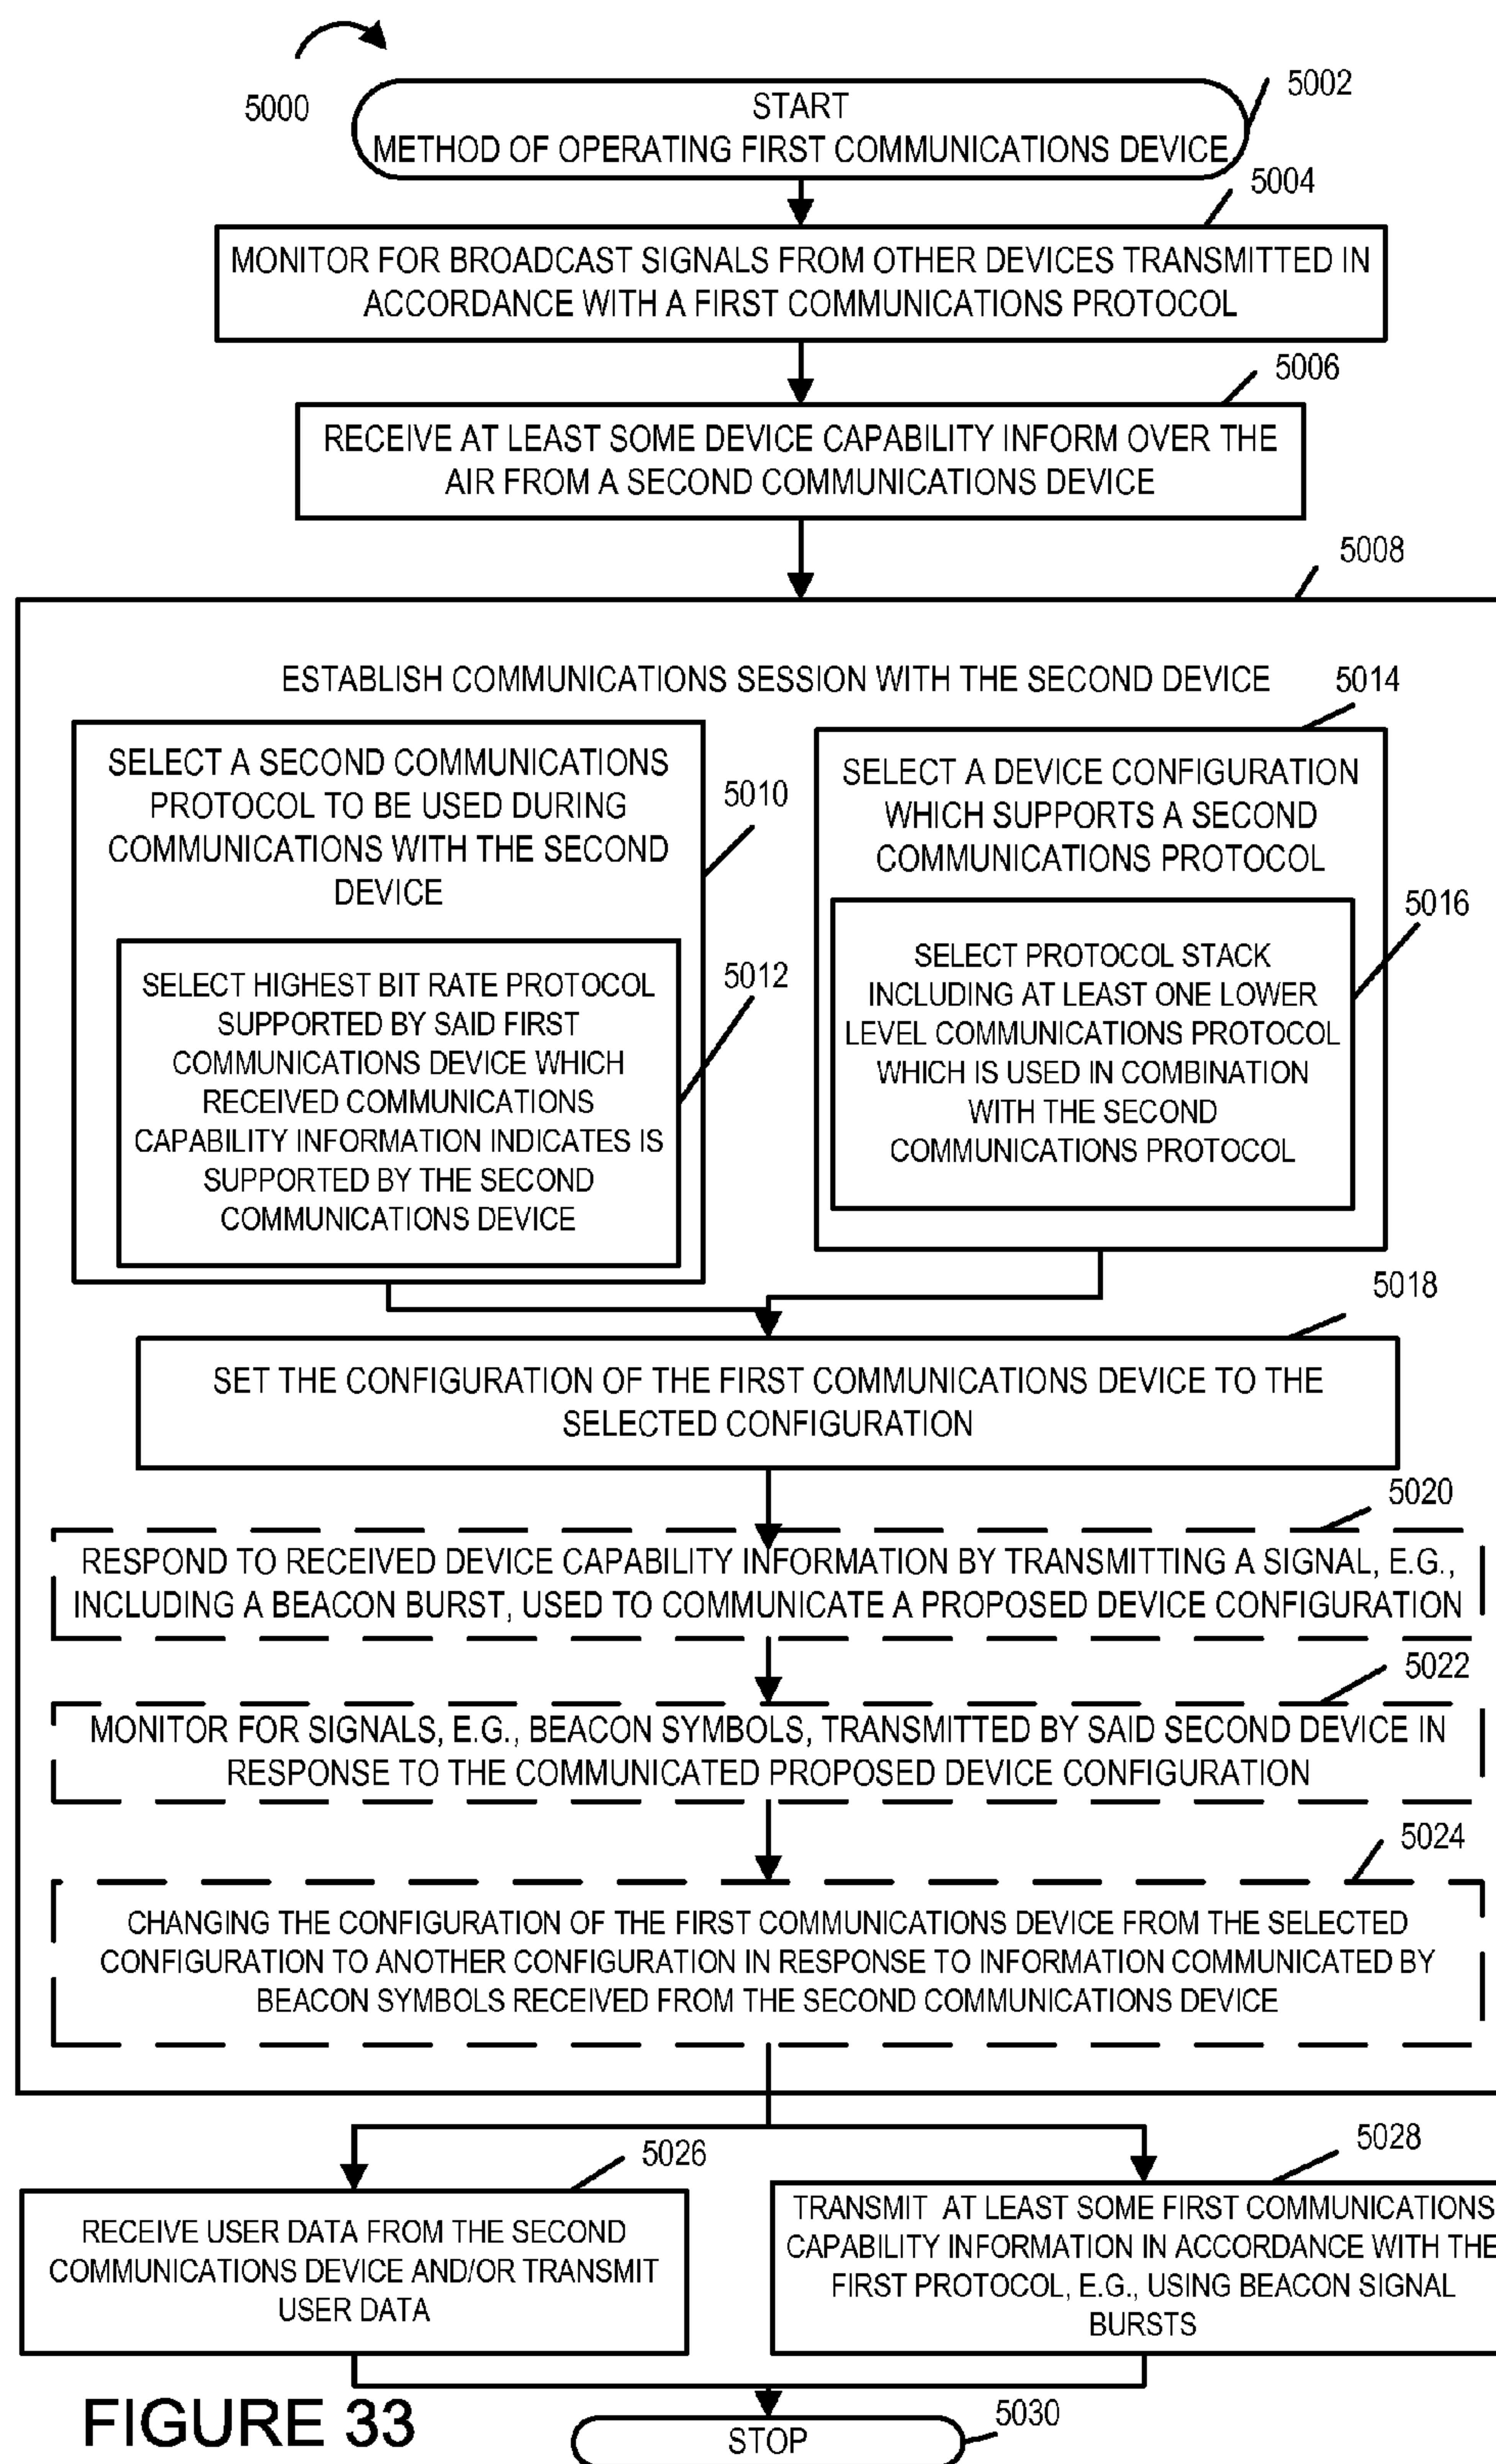 5000
START
METHOD OF OPERATING FIRST COMMUNICATIONS DEVICE
5002
5004
MONITOR FOR BROADCAST SIGNALS FROM OTHER DEVICES TRANSMITTED IN
ACCORDANCE WITH A FIRST COMMUNICATIONS PROTOCOL
5006
RECEIVE AT LEAST SOME DEVICE CAPABILITY INFORM OVER THE
AIR FROM A SECOND COMMUNICATIONS DEVICE
5008
ESTABLISH COMMUNICATIONS SESSION WITH THE SECOND DEVICE
SELECT A SECOND COMMUNICATIONS
PROTOCOL TO BE USED DURING
COMMUNICATIONS WITH THE SECOND
DEVICE
5010
SELECT HIGHEST BIT RATE PROTOCOL
SUPPORTED BY SAID FIRST
COMMUNICATIONS DEVICE WHICH
RECEIVED COMMUNICATIONS
CAPABILITY INFORMATION INDICATES IS
SUPPORTED BY THE SECOND
COMMUNICATIONS DEVICE
5012
5014
SELECT A DEVICE CONFIGURATION
WHICH SUPPORTS A SECOND
COMMUNICATIONS PROTOCOL
5016
SELECT PROTOCOL STACK
INCLUDING AT LEAST ONE LOWER
LEVEL COMMUNICATIONS PROTOCOL
WHICH IS USED IN COMBINATION
WITH THE SECOND
COMMUNICATIONS PROTOCOL
5018
SET THE CONFIGURATION OF THE FIRST COMMUNICATIONS DEVICE TO THE
SELECTED CONFIGURATION
5020
RESPOND TO RECEIVED DEVICE CAPABILITY INFORMATION BY TRANSMITTING A SIGNAL, E.G.,
INCLUDING A BEACON BURST, USED TO COMMUNICATE A PROPOSED DEVICE CONFIGURATION
5022
MONITOR FOR SIGNALS, E.G., BEACON SYMBOLS, TRANSMITTED BY SAID SECOND DEVICE IN
RESPONSE TO THE COMMUNICATED PROPOSED DEVICE CONFIGURATION
5024
CHANGING THE CONFIGURATION OF THE FIRST COMMUNICATIONS DEVICE FROM THE SELECTED
CONFIGURATION TO ANOTHER CONFIGURATION IN RESPONSE TO INFORMATION COMMUNICATED BY
BEACON SYMBOLS RECEIVED FROM THE SECOND COMMUNICATIONS DEVICE
5026
RECEIVE USER DATA FROM THE SECOND
COMMUNICATIONS DEVICE AND/OR TRANSMIT
USER DATA
5028
TRANSMIT AT LEAST SOME FIRST COMMUNICATIONS
CAPABILITY INFORMATION IN ACCORDANCE WITH THE
FIRST PROTOCOL, E.G., USING BEACON SIGNAL
BURSTS
FIGURE 33
STOP
5030